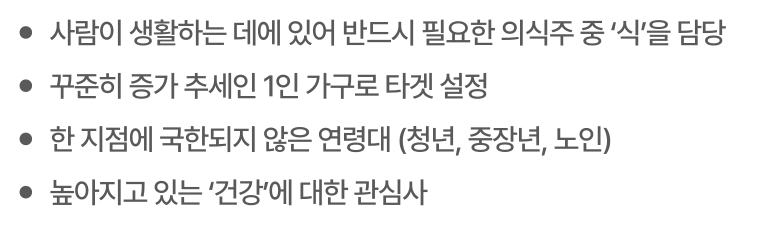 • 사람이 생활하는 데에 있어 반드시 필요한 의식주 중 ‘식’을 담당
• 꾸준히 증가 추세인 1인 가구로 타겟 설정
• 한 지점에 국한되지 않은 연령대 (청년, 중장년, 노인)
• 높아지고 있는 ‘건강’에 대한 관심사